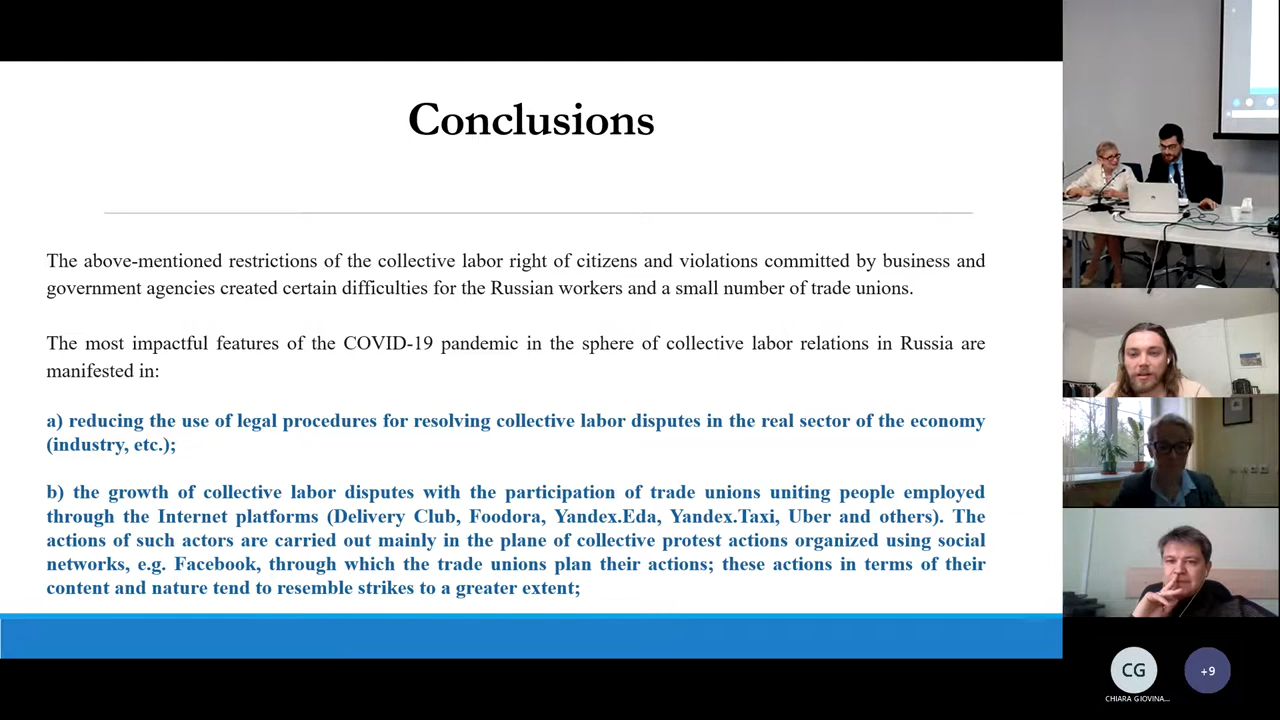 Conclusions
The above-mentioned restrictions of the collective labor right of citizens and violations committed by business and
government agencies created certain difficulties for the Russian workers and a small number of trade unions.
The most impactful features of the COVID-19 pandemic in the sphere of collective labor relations in Russia are
manifested in:
a) reducing the use of legal procedures for resolving collective labor disputes in the real sector of the economy
(industry, etc.);
b) the growth of collective labor disputes with the participation of trade unions uniting people employed
through the Internet platforms (Delivery Club, Foodora, Yandex.Eda, Yandex.Taxi, Uber and others). The
actions of such actors are carried out mainly in the plane of collective protest actions organized using social
networks, e.g. Facebook, through which the trade unions plan their actions; these actions in terms of their
content and nature tend to resemble strikes to a greater extent;
CG
+9
CHIARA GIOVINA...